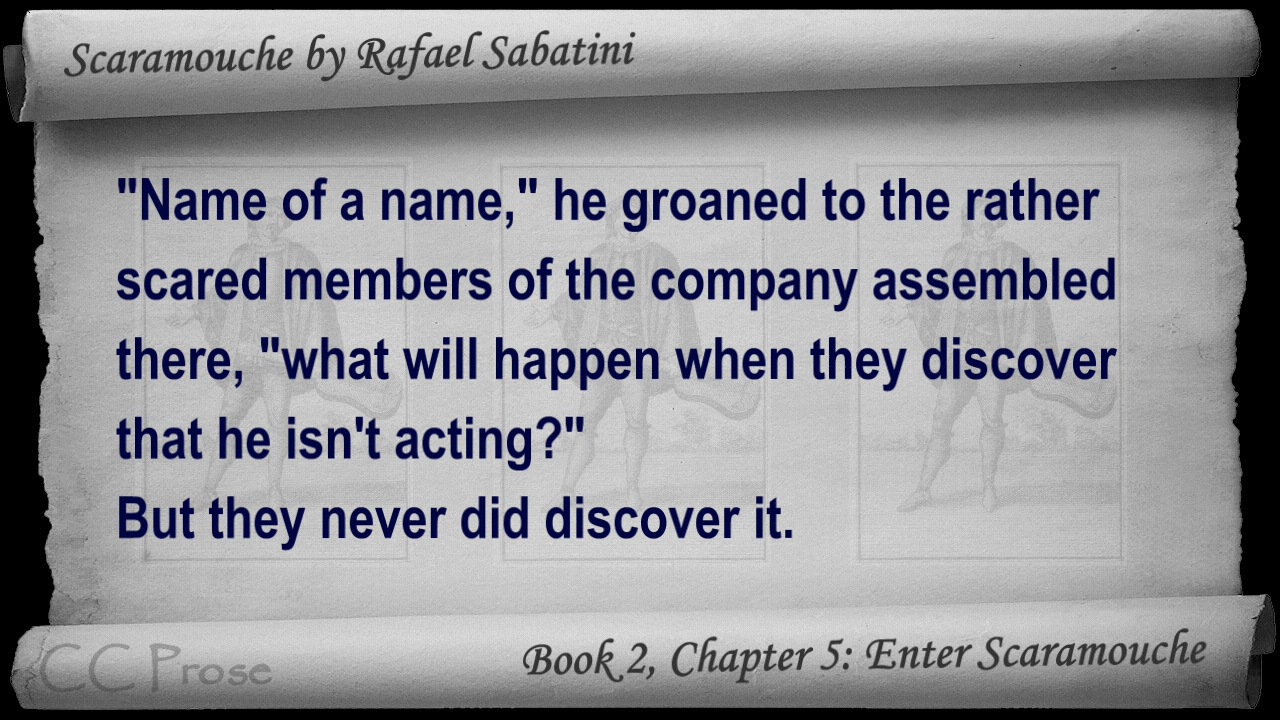 Scaramouche by Rafael Sabatini
"Name of a name," he groaned to the rather
scared members of the company assembled
there, "what will happen when they discover
that he isn't acting?"
But they never did discover it.
CC Prose
Book 2, Chapter 5: Enter Scaramouche